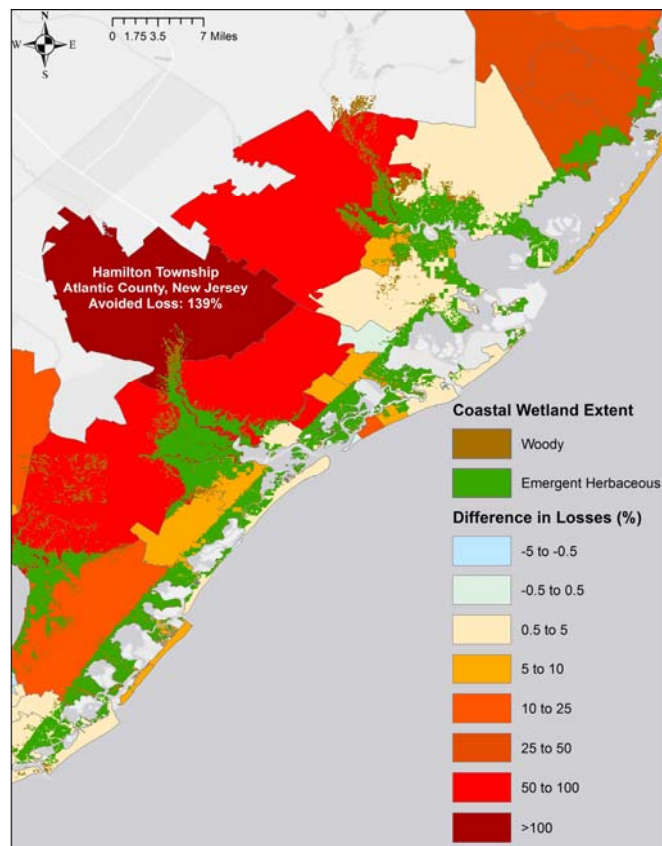 N
W E
S
0 1.75 3.5 7 Miles
Hamilton Township
Atlantic County, New Jersey
Avoided Loss: 139%
Coastal Wetland Extent
Woody
Emergent Herbaceous
Difference in Losses (%)
-5 to -0.5
-0.5 to 0.5
0.5 to 5
5 to 10
10 to 25
25 to 50
50 to 100
>100